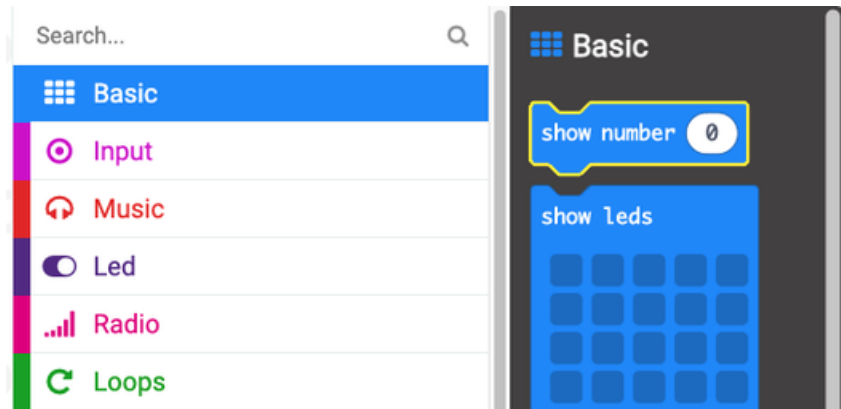 Search...
Basic
Input
Music
Led
Radio
Loops
Basic
show number 0
show leds